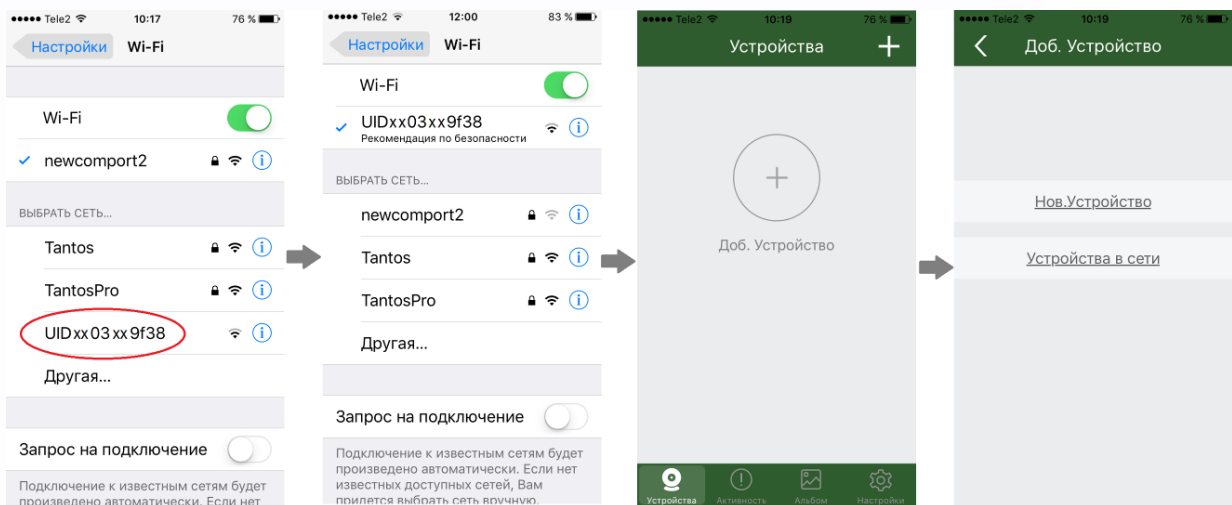 Tele2 10:17 76 %
Настройки Wi-Fi
Wi-Fi
newcomport2
ВЫБРАТЬ СЕТЬ...
Tantos
TantosPro
UIDxx03xx9f38
Другая...
Запрос на подключение
Подключение к известным сетям будет
произведено автоматически. Если нет
Tele2 12:00 83 %
Настройки Wi-Fi
Wi-Fi
UIDxx03xx9f38
Рекомендация по безопасности
ВЫБРАТЬ СЕТЬ...
newcomport2
Tantos
TantosPro
Другая...
Запрос на подключение
Подключение к известным сетям будет
произведено автоматически. Если нет
известных доступных сетей, Вам
придется выбрать сеть вручную.
Tele2 10:19 76 %
Устройства +
Доб. Устройство
Устройства Активность Альбом Настройки
Tele2 10:19 76 %
Доб. Устройство
Нов.Устройство
Устройства в сети